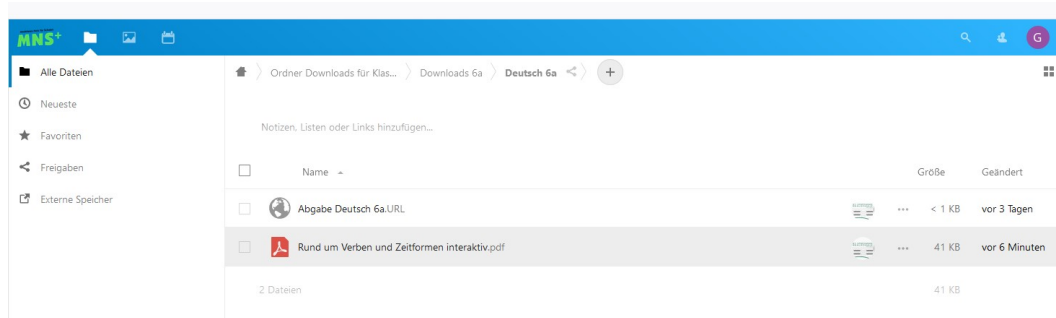 MNS+
G
Alle Dateien
Neueste
Favoriten
Freigaben
Externe Speicher
Ordner Downloads für Klas... Downloads 6a Deutsch 6a +
Notizen, Listen oder Links hinzufügen...
Name Größe Geändert
Abgabe Deutsch 6a.URL ... < 1 KB vor 3 Tagen
Rund um Verben und Zeitformen interaktiv.pdf ... 41 KB vor 6 Minuten
2 Dateien 41 KB